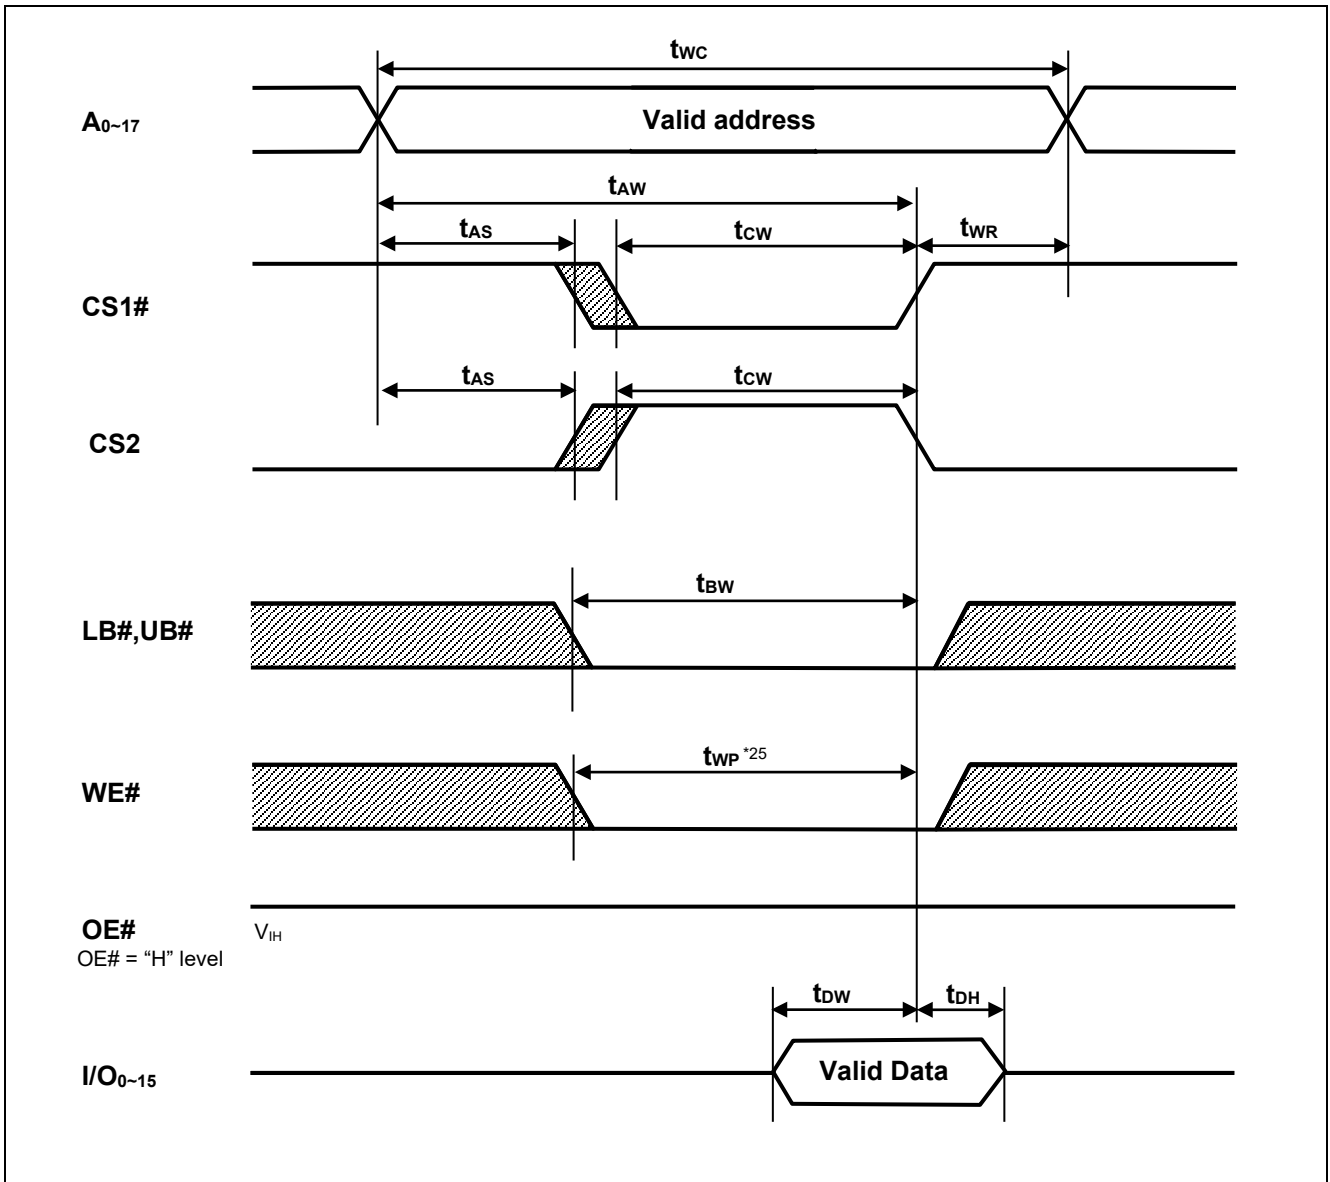 tWC
A0~17
Valid address
tAW
tAS
tCW
tWR
CS1#
tAS
tCW
CS2
tBW
LB#,UB#
tWP *25
WE#
OE#
VIH
OE# = “H” level
tDW
tDH
I/O0~15
Valid Data